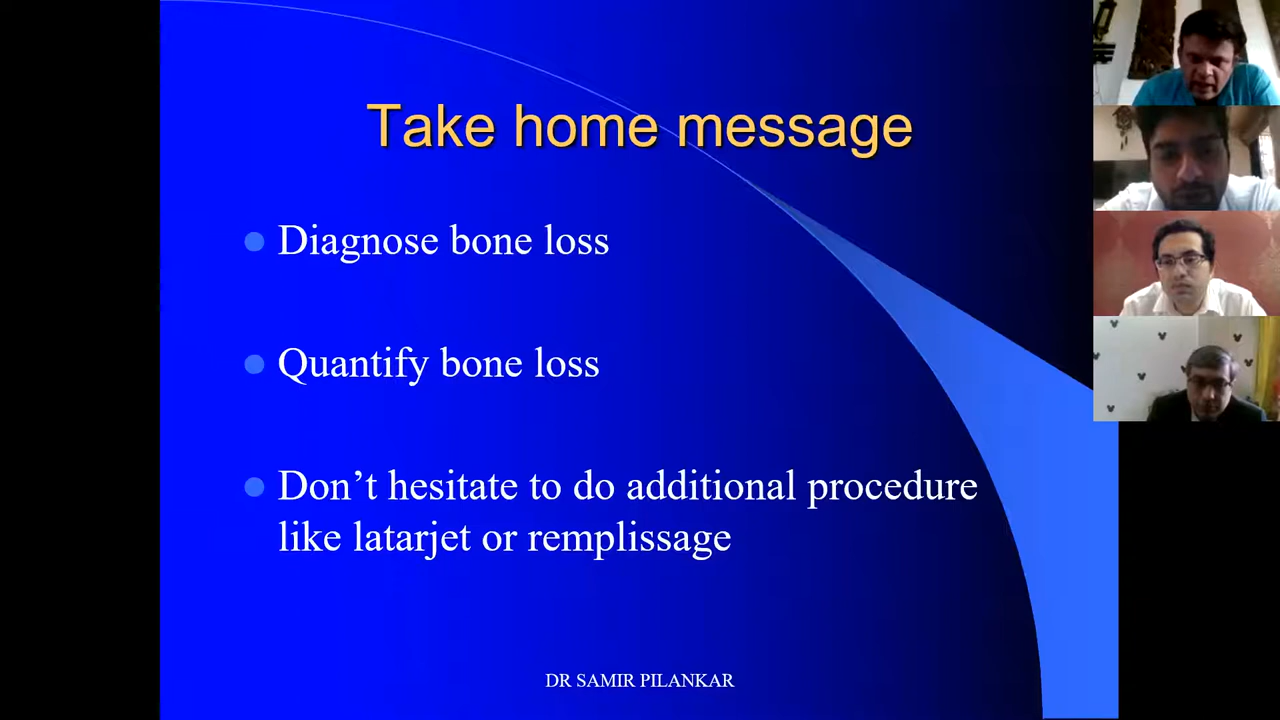 Take home message
Diagnose bone loss
Quantify bone loss
Don’t hesitate to do additional procedure
like latarjet or remplissage
DR SAMIR PILANKAR